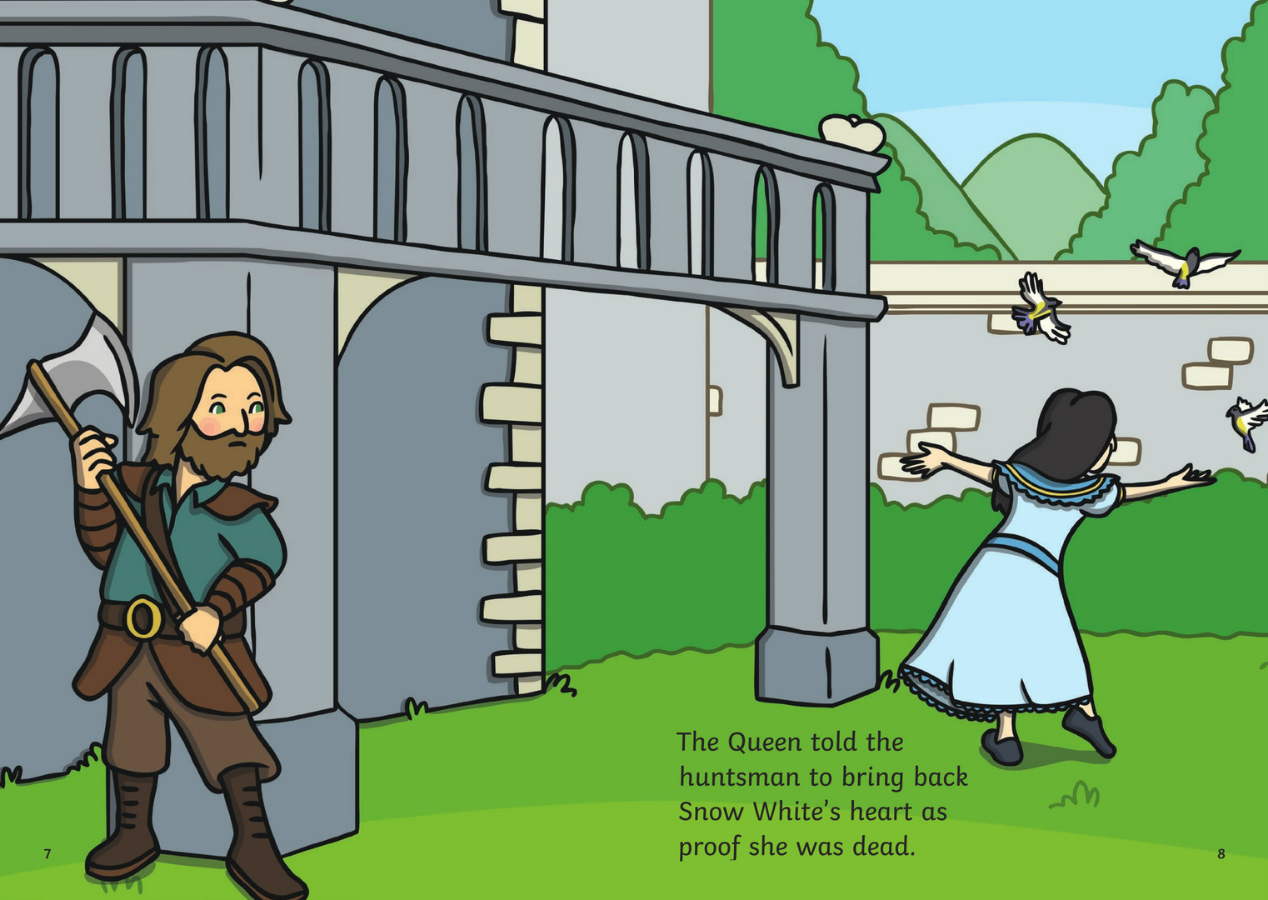 The Queen told the
huntsman to bring back
Snow White's heart as
proof she was dead.
7
8